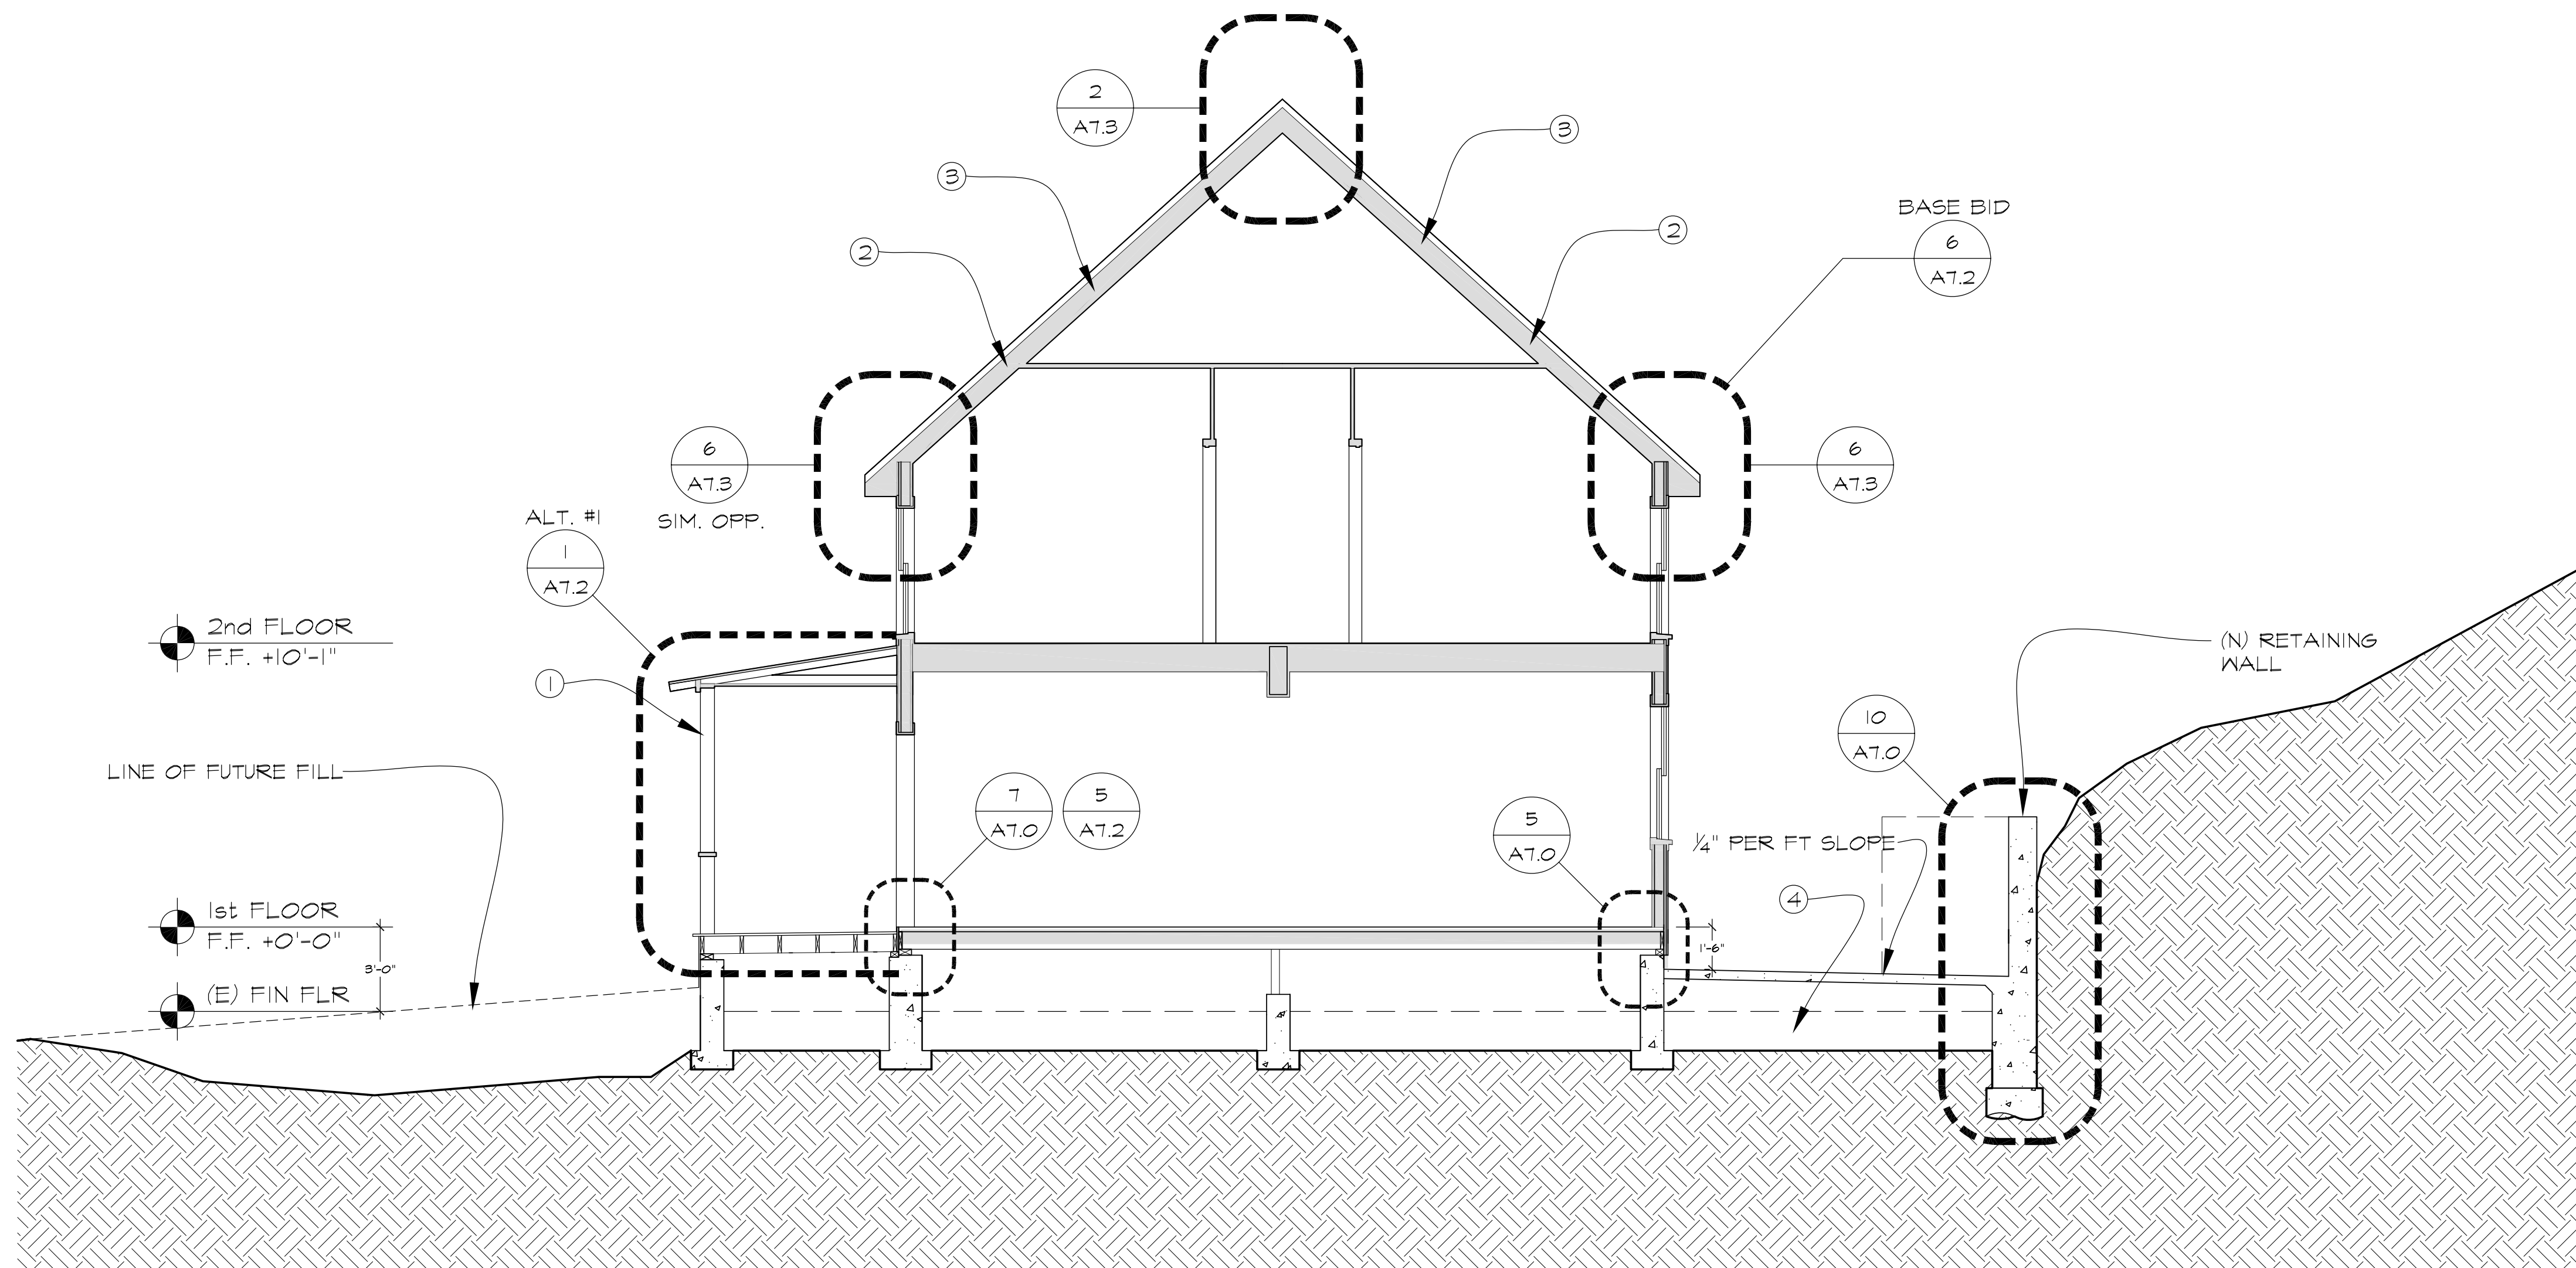 2
A7.3
3
3
2
2
BASE BID
6
A7.2
6
A7.3
SIM. OPP.
6
A7.3
ALT. #1
1
A7.2
2nd FLOOR
F.F. +10'-1"
1
(N) RETAINING
WALL
10
A7.0
LINE OF FUTURE FILL
7
A7.0
5
A7.2
5
A7.0
1/4" PER FT SLOPE
4
1st FLOOR
F.F. +0'-0"
3'-0"
1'-6"
(E) FIN FLR